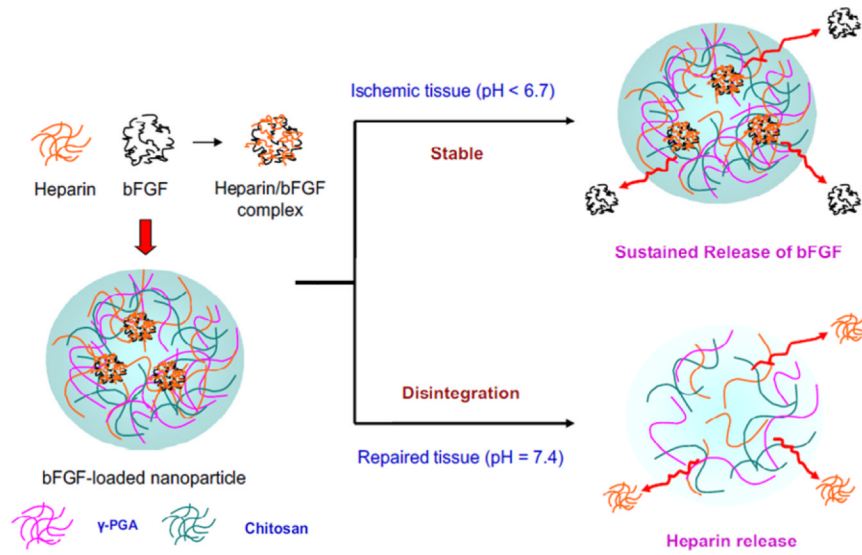 Ischemic tissue (pH < 6.7)
Stable
Heparin
bFGF
Heparin/bFGF
complex
Sustained Release of bFGF
Disintegration
Repaired tissue (pH = 7.4)
bFGF-loaded nanoparticle
γ-PGA
Chitosan
Heparin release